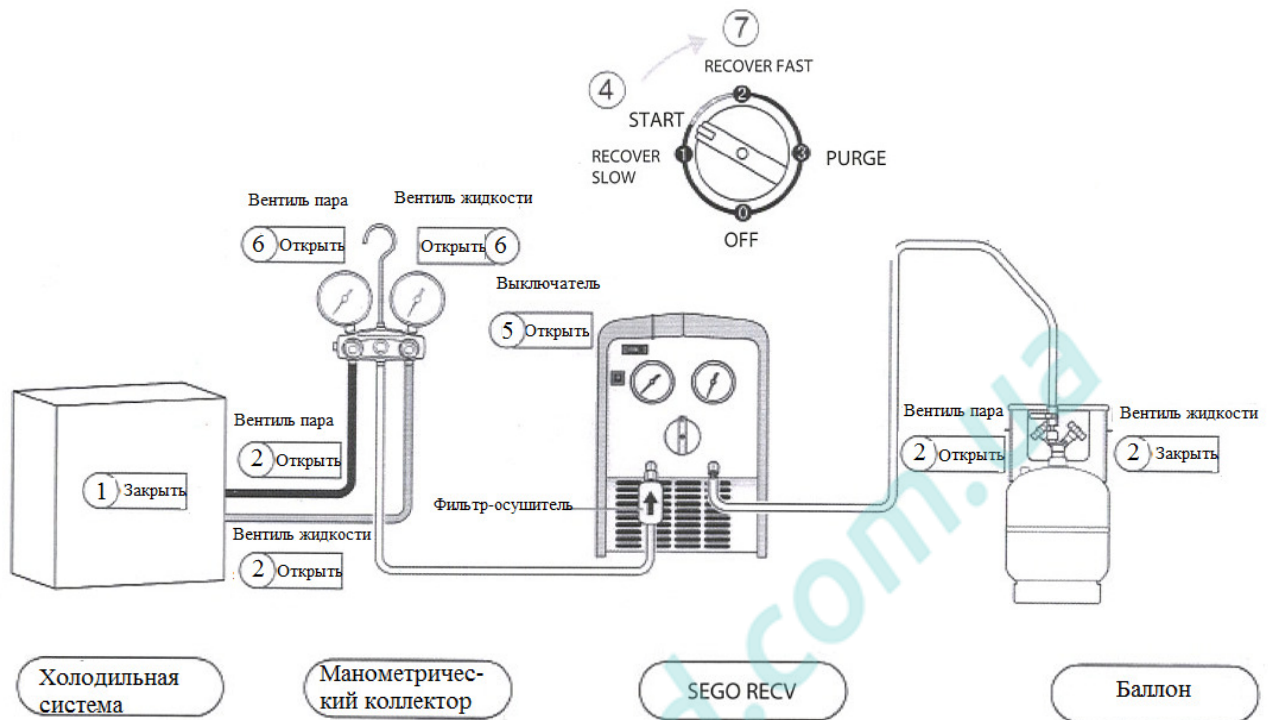 7
RECOVER FAST
4
2
START
RECOVER
SLOW
1
3
PURGE
0
OFF
Вентиль пара
Вентиль жидкости
6 Открыть
Открыть 6
Выключатель
5 Открыть
Вентиль пара
2 Открыть
1 Закрыть
Фильтр-осушитель
Вентиль жидкости
2 Открыть
Вентиль пара
Вентиль жидкости
2 Открыть
2 Закрыть
Холодильная
система
Манометричес-
кий коллектор
SEGO RECV
Баллон
d.com.ua